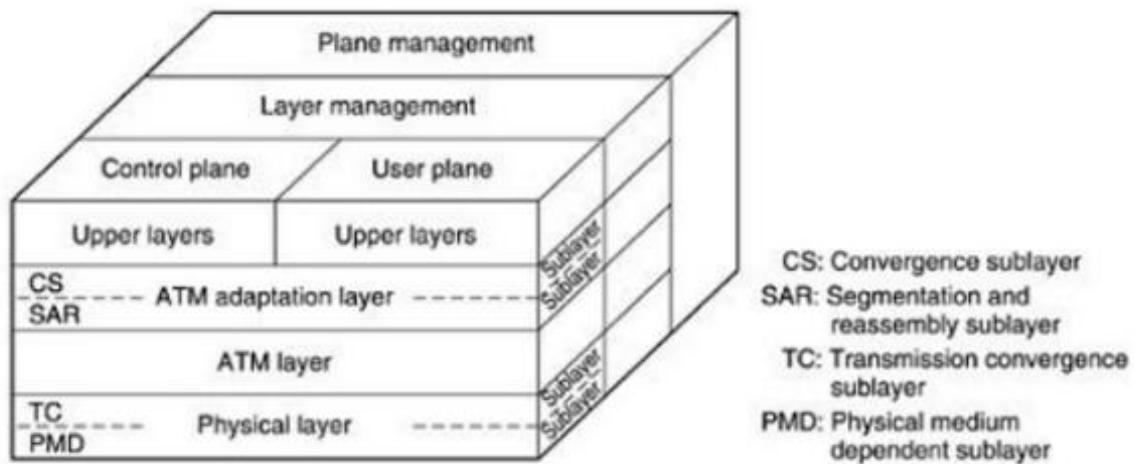 Plane management
Layer management
Control plane
User plane
Upper layers
Upper layers
Sublayer
Sublayer
CS
ATM adaptation layer
SAR
ATM layer
Sublayer
Sublayer
TC
Physical layer
PMD
CS: Convergence sublayer
SAR: Segmentation and
reassembly sublayer
TC: Transmission convergence
sublayer
PMD: Physical medium
dependent sublayer